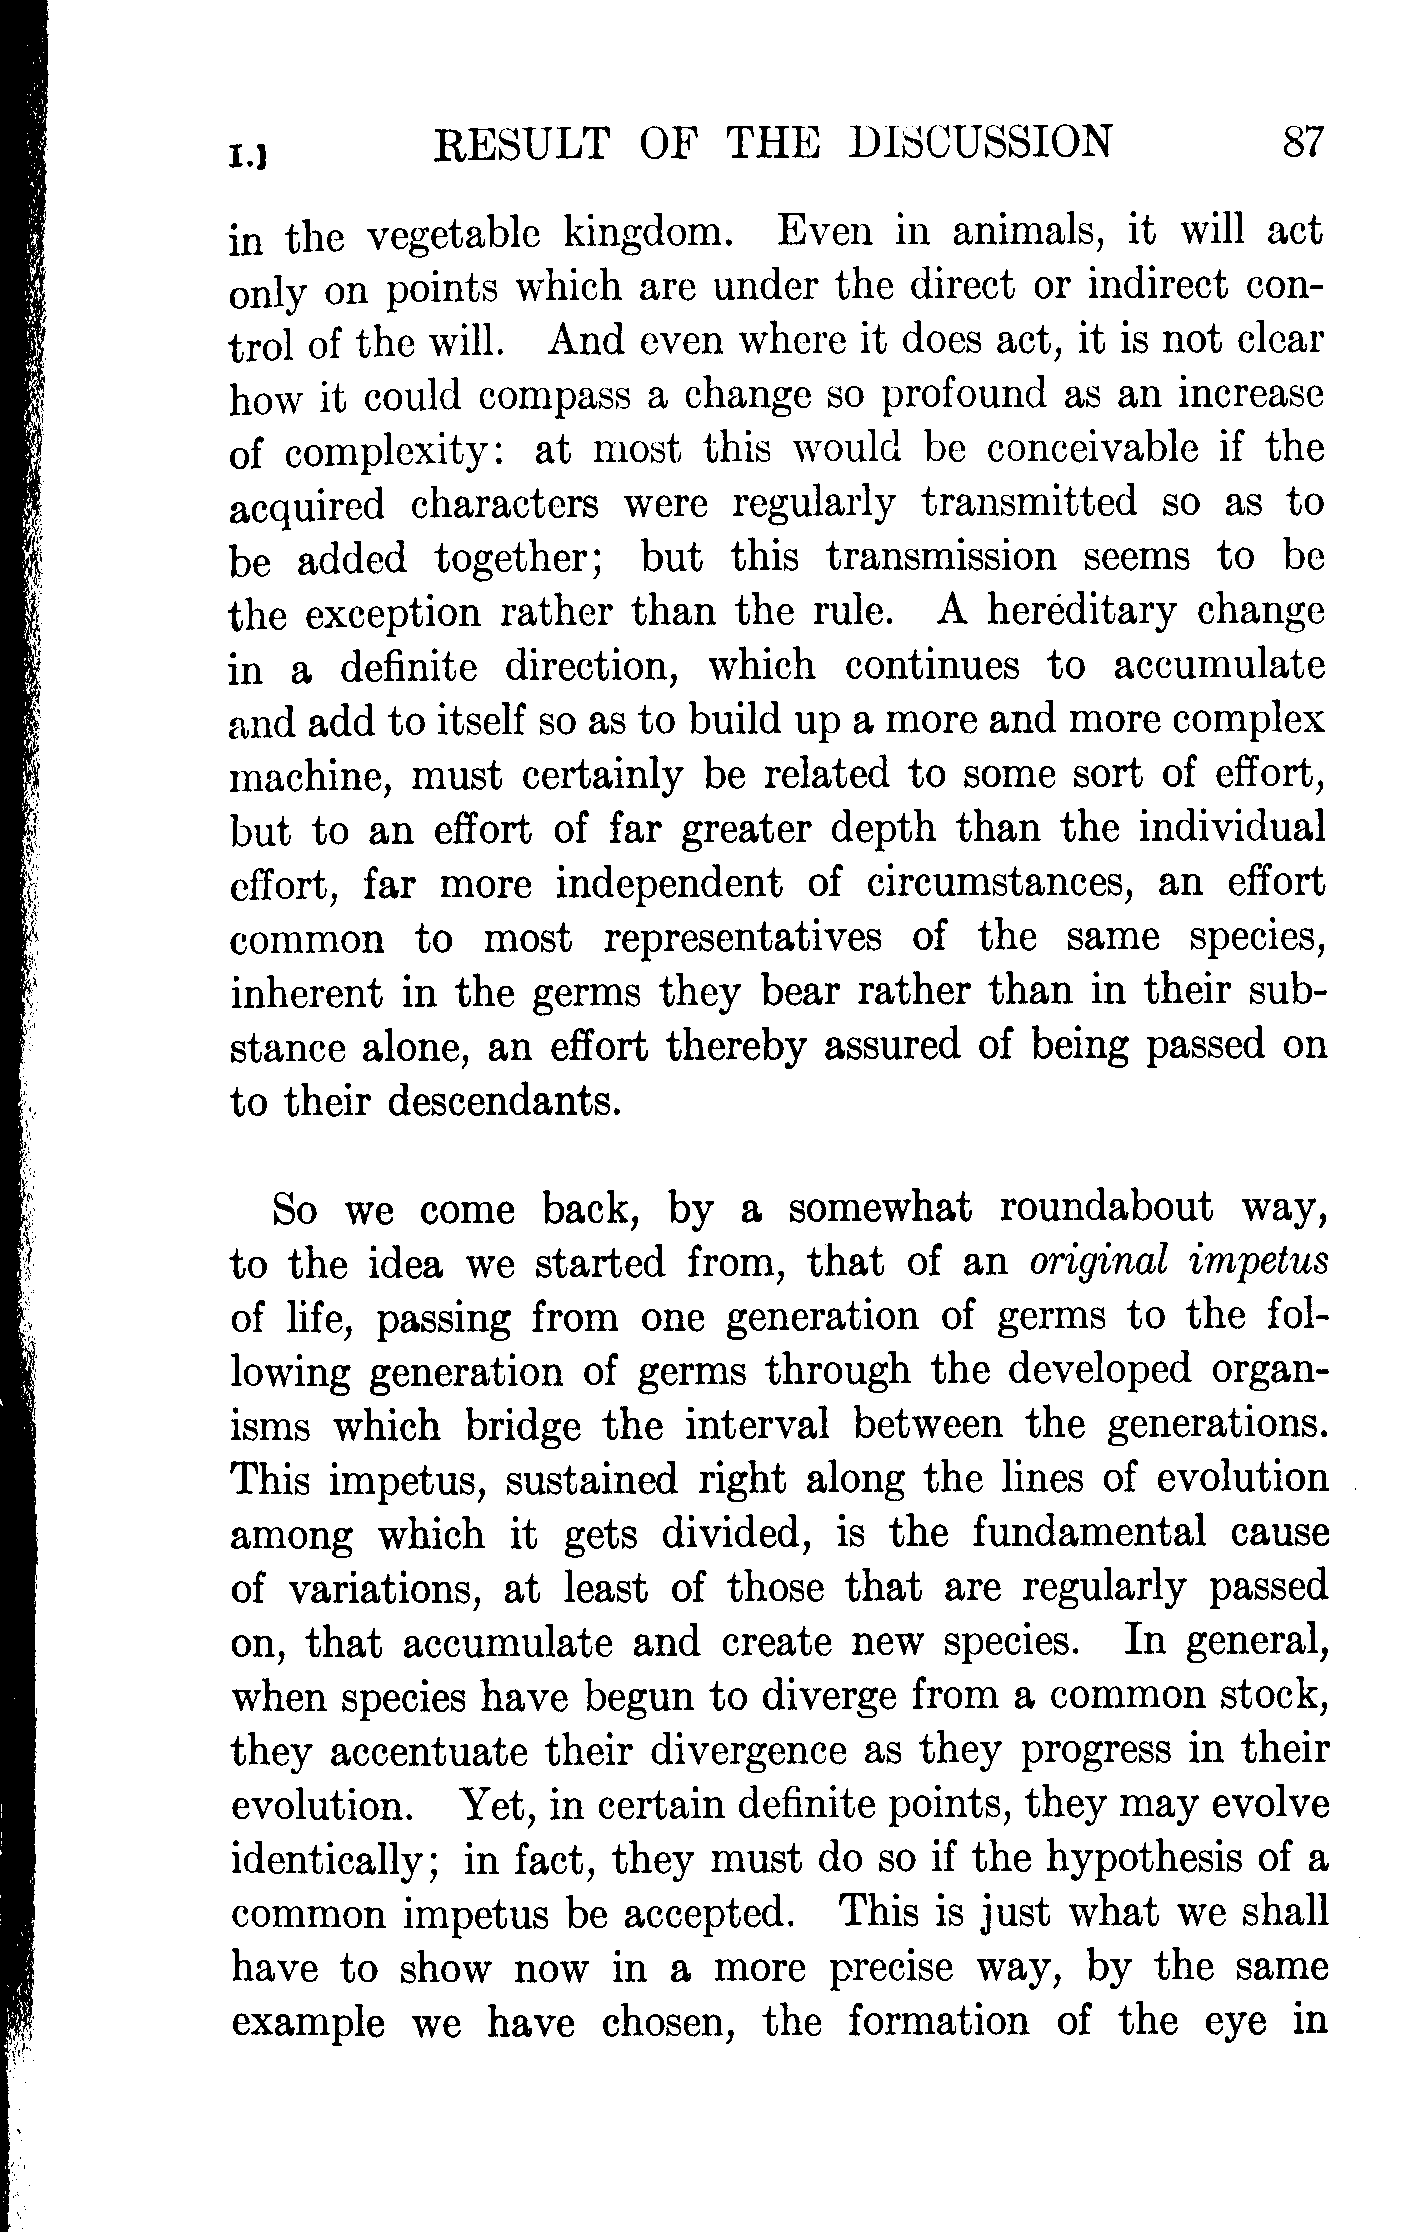 I.] RESULT OF THE DISCUSSION 87
in the vegetable kingdom. Even in animals, it will act
only on points which are under the direct or indirect con-
trol of the will. And even where it does act, it is not clear
how it could compass a change so profound as an increase
of complexity: at most this would be conceivable if the
acquired characters were regularly transmitted so as to
be added together; but this transmission seems to be
the exception rather than the rule. A hereditary change
in a definite direction, which continues to accumulate
and add to itself so as to build up a more and more complex
machine, must certainly be related to some sort of effort,
but to an effort of far greater depth than the individual
effort, far more independent of circumstances, an effort
common to most representatives of the same species,
inherent in the germs they bear rather than in their sub-
stance alone, an effort thereby assured of being passed on
to their descendants.
So we come back, by a somewhat roundabout way,
to the idea we started from, that of an original impetus
of life, passing from one generation of germs to the fol-
lowing generation of germs through the developed organ-
isms which bridge the interval between the generations.
This impetus, sustained right along the lines of evolution
among which it gets divided, is the fundamental cause
of variations, at least of those that are regularly passed
on, that accumulate and create new species. In general,
when species have begun to diverge from a common stock,
they accentuate their divergence as they progress in their
evolution. Yet, in certain definite points, they may evolve
identically; in fact, they must do so if the hypothesis of a
common impetus be accepted. This is just what we shall
have to show now in a more precise way, by the same
example we have chosen, the formation of the eye in